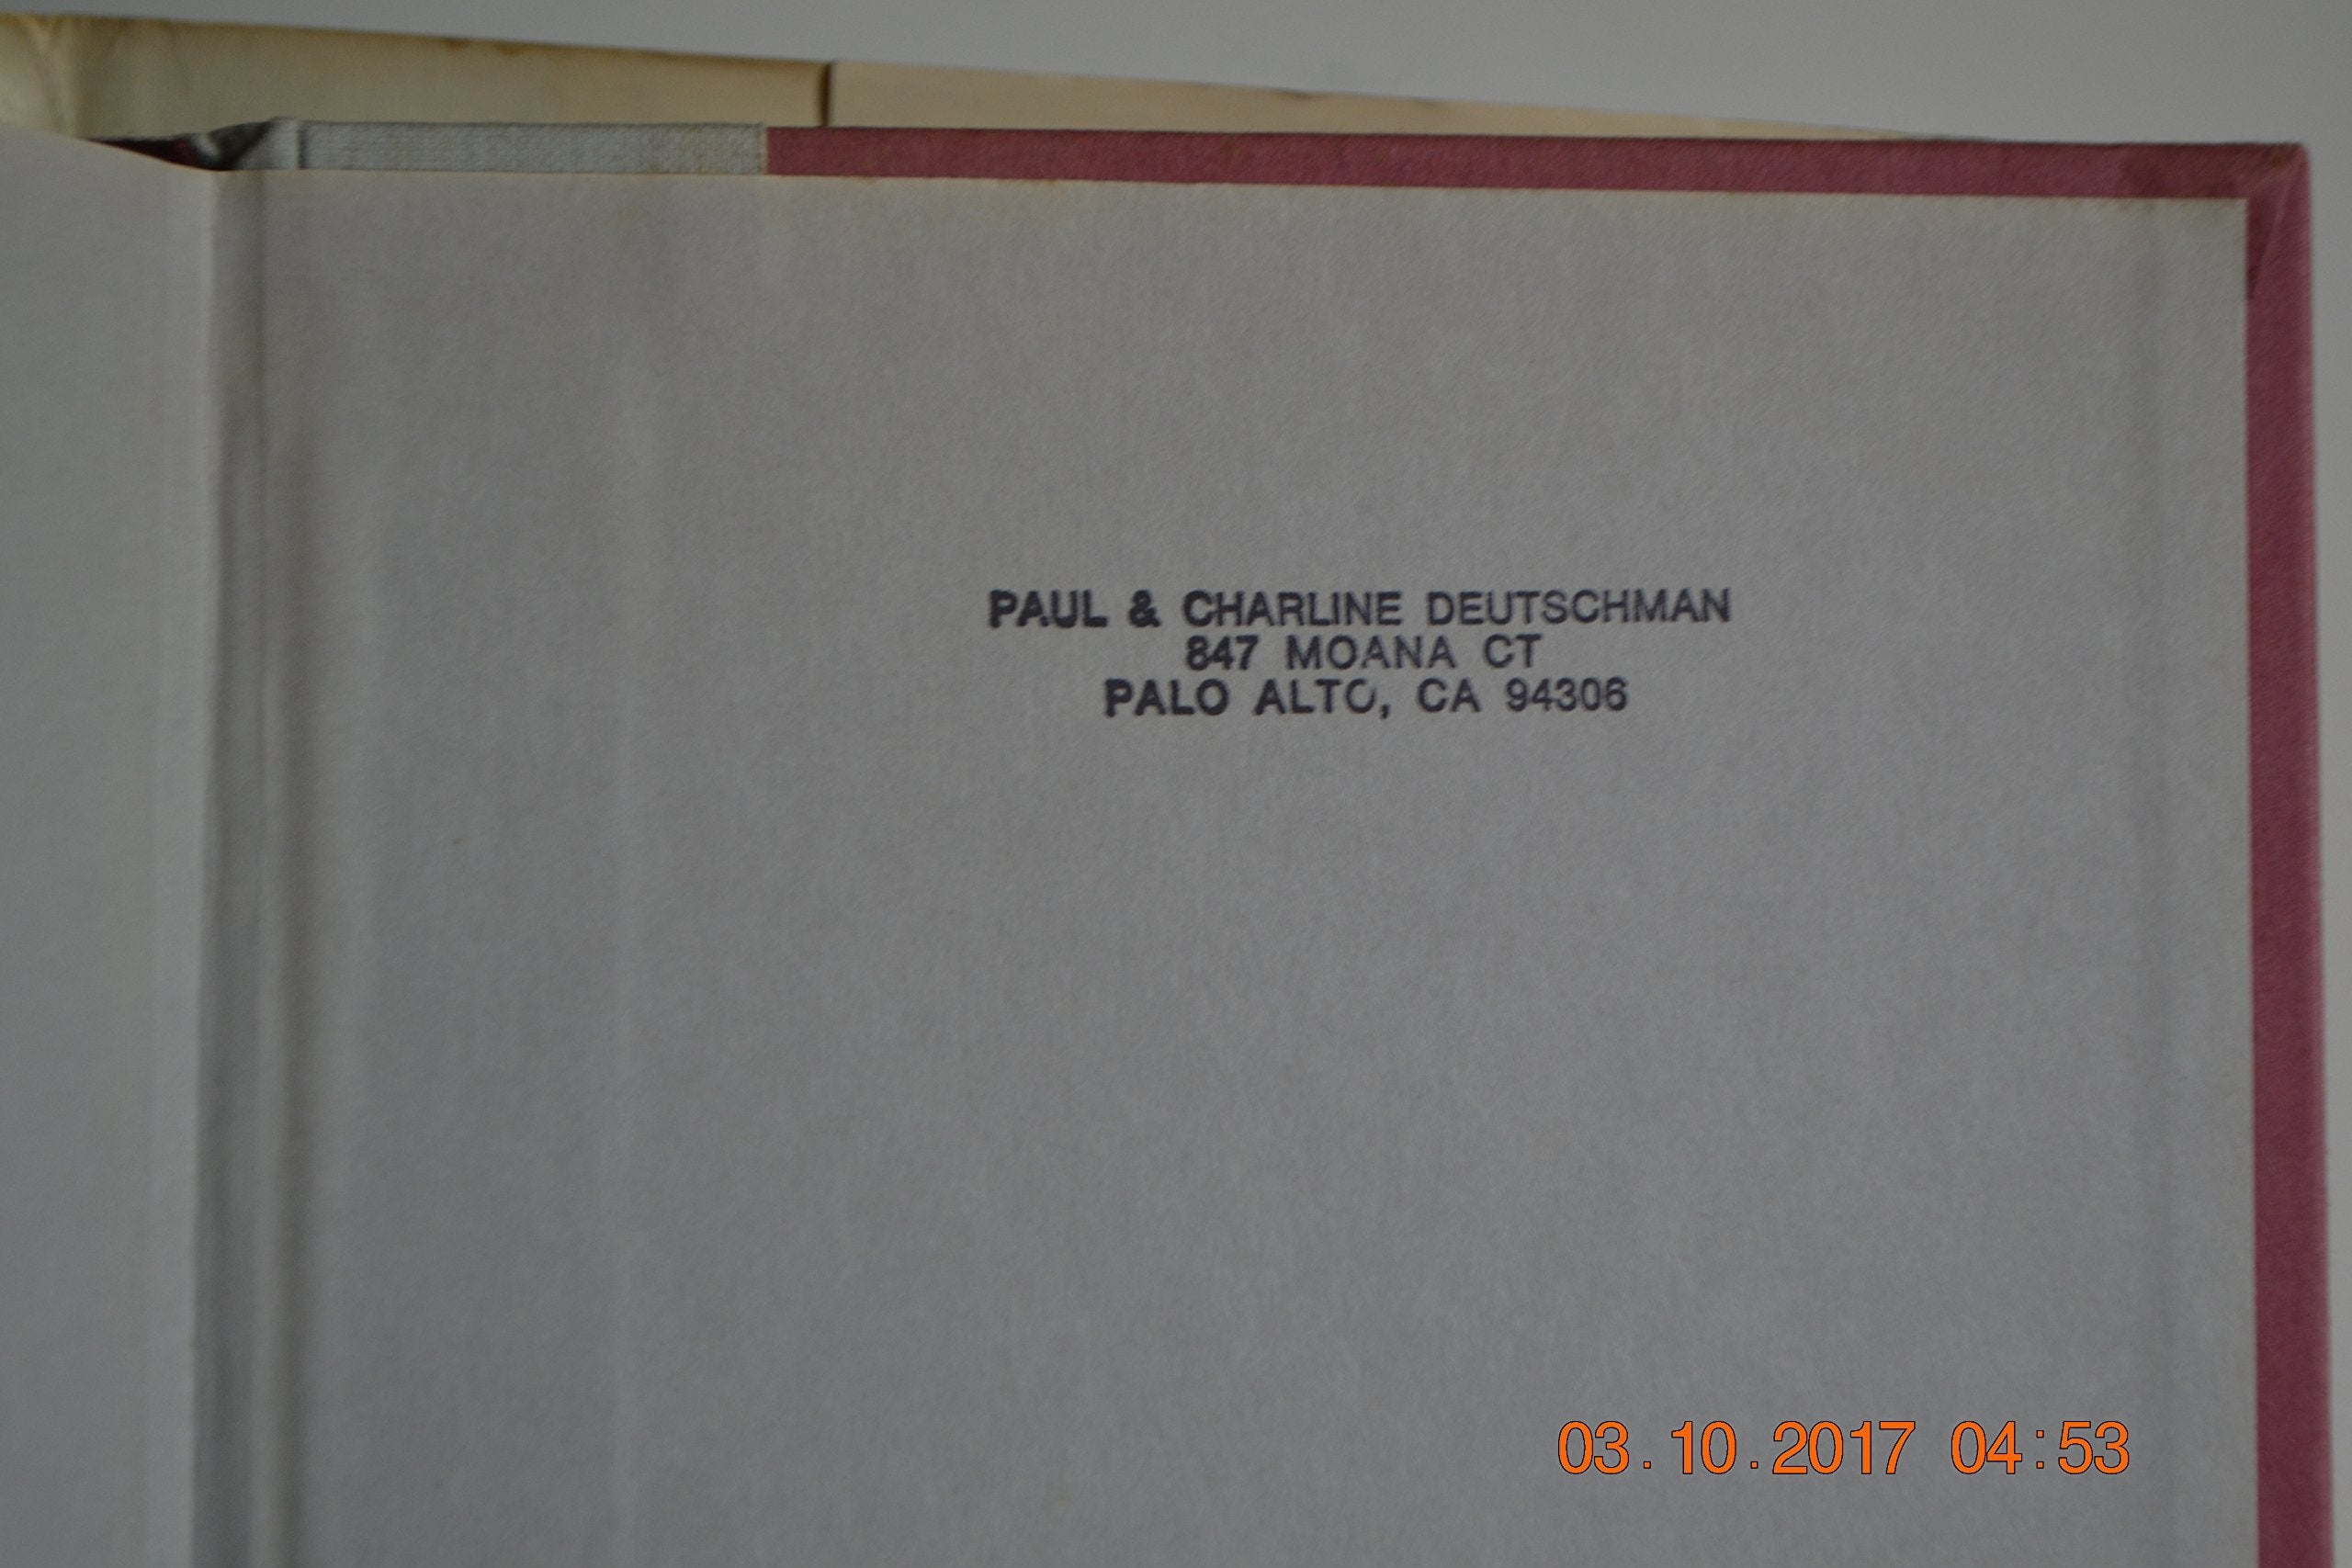 PAUL & CHARLINE DEUTSCHMAN
847 MOANA CT
PALO ALTO, CA 94306
03.10.2017 04:53